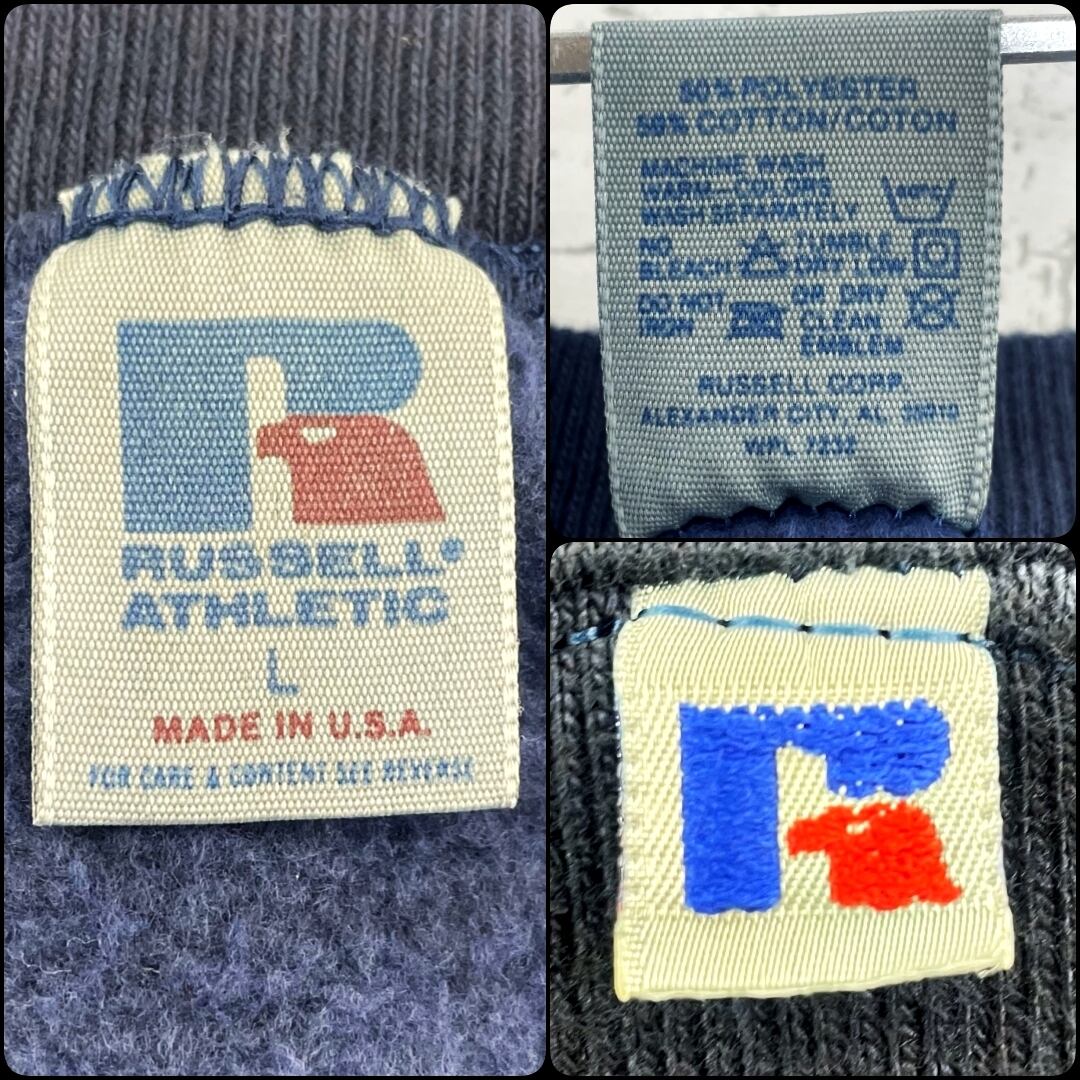 RUSSELL®
ATHLETIC
L
MADE IN U.S.A.
FOR CARE & CONTENT SEE REVERSE
50% POLYESTER
50% COTTON/COTON
MACHINE WASH
WARM—COLORS
WASH SEPARATELY
NO TUMBLE
BLEACH DRY LOW
DO NOT OR DRY
IRON CLEAN
EMBLEM
RUSSELL CORP.
ALEXANDER CITY, AL
WPL 7232